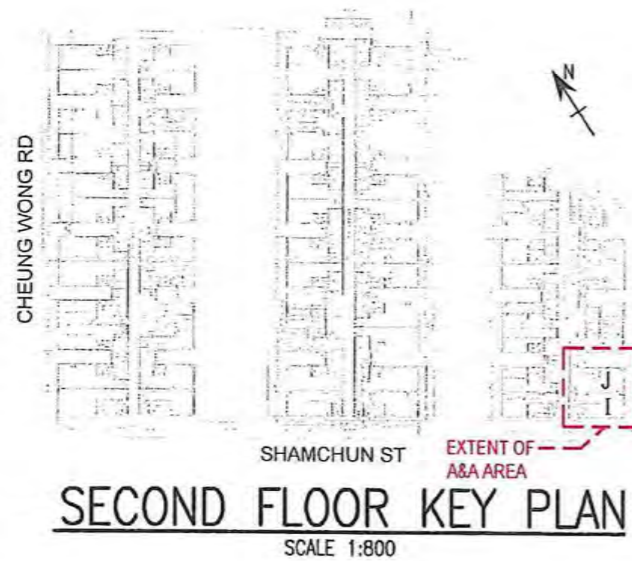 N
CHEUNG WONG RD
J
I
SHAMCHUN ST
EXTENT OF
A&A AREA
SECOND FLOOR KEY PLAN
SCALE 1:800